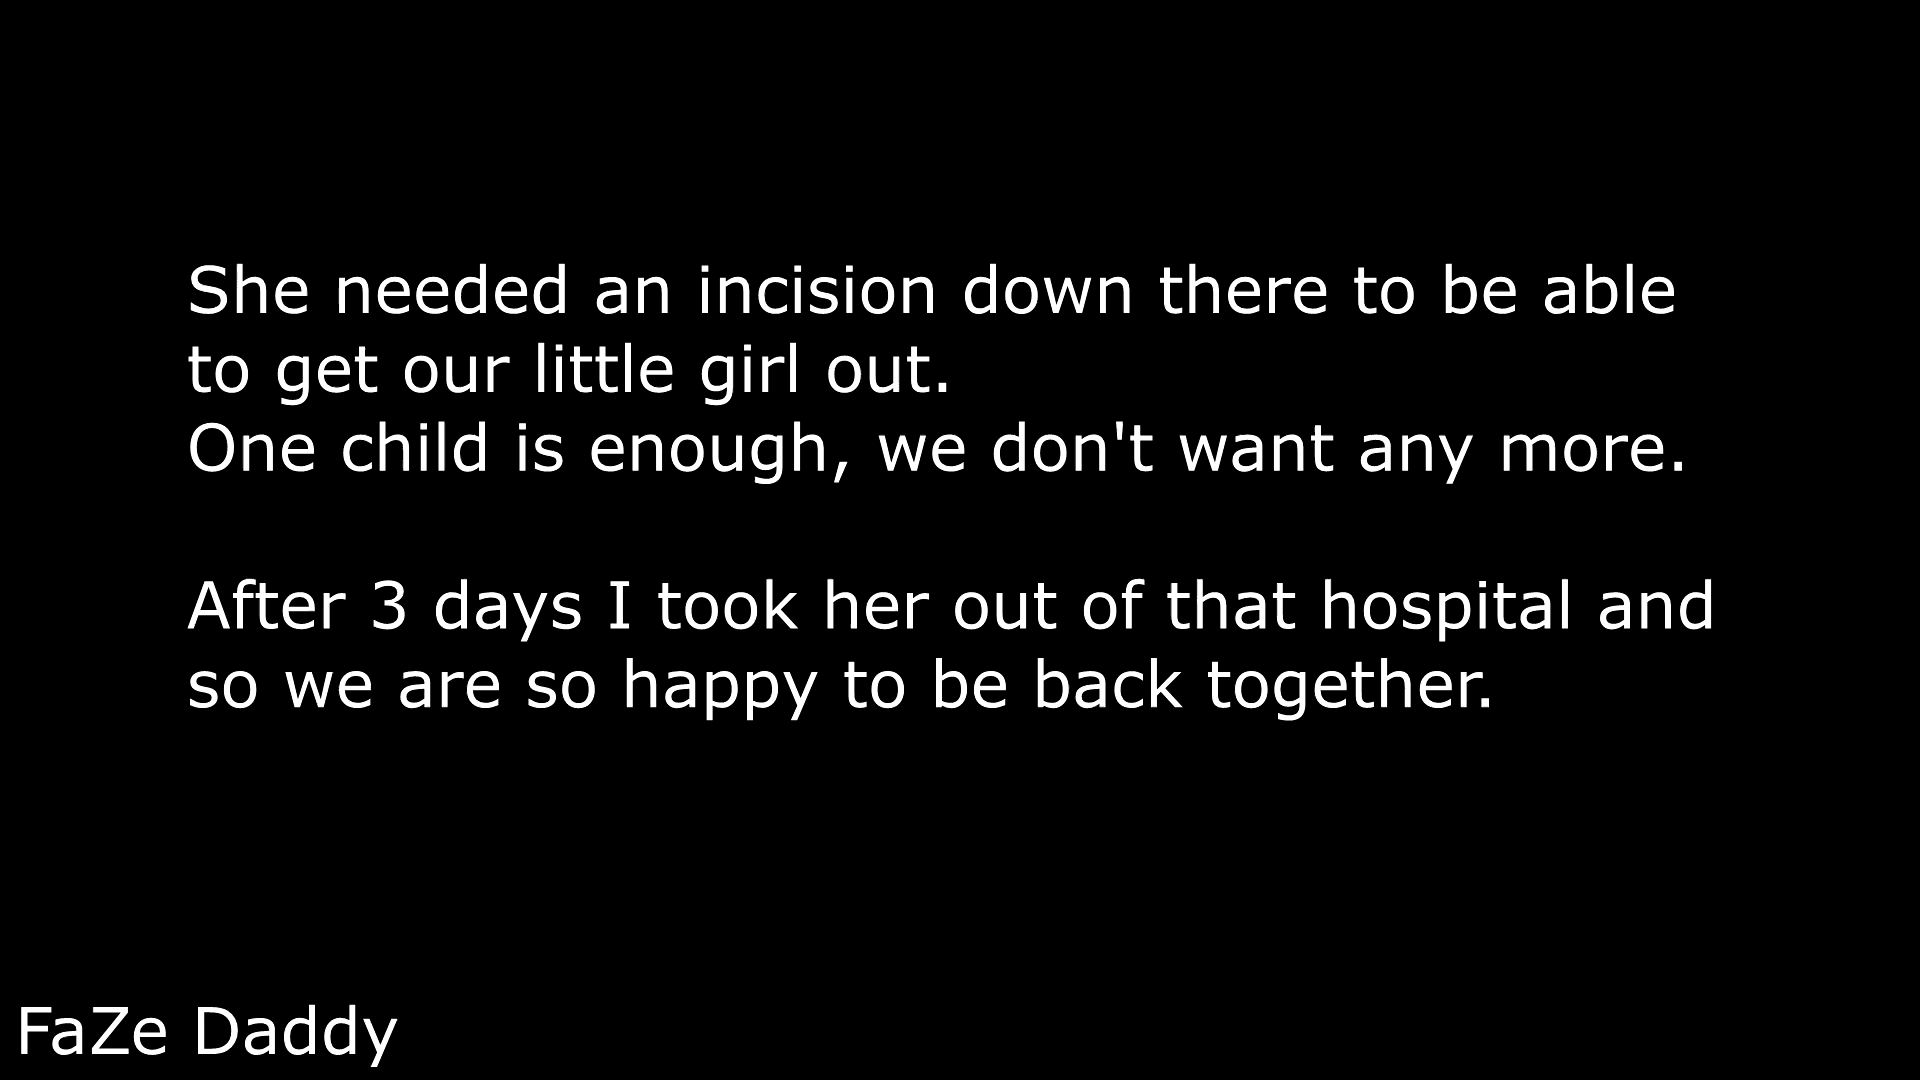 She needed an incision down there to be able
to get our little girl out.
One child is enough, we don't want any more.
After 3 days I took her out of that hospital and
so we are so happy to be back together.
FaZe Daddy